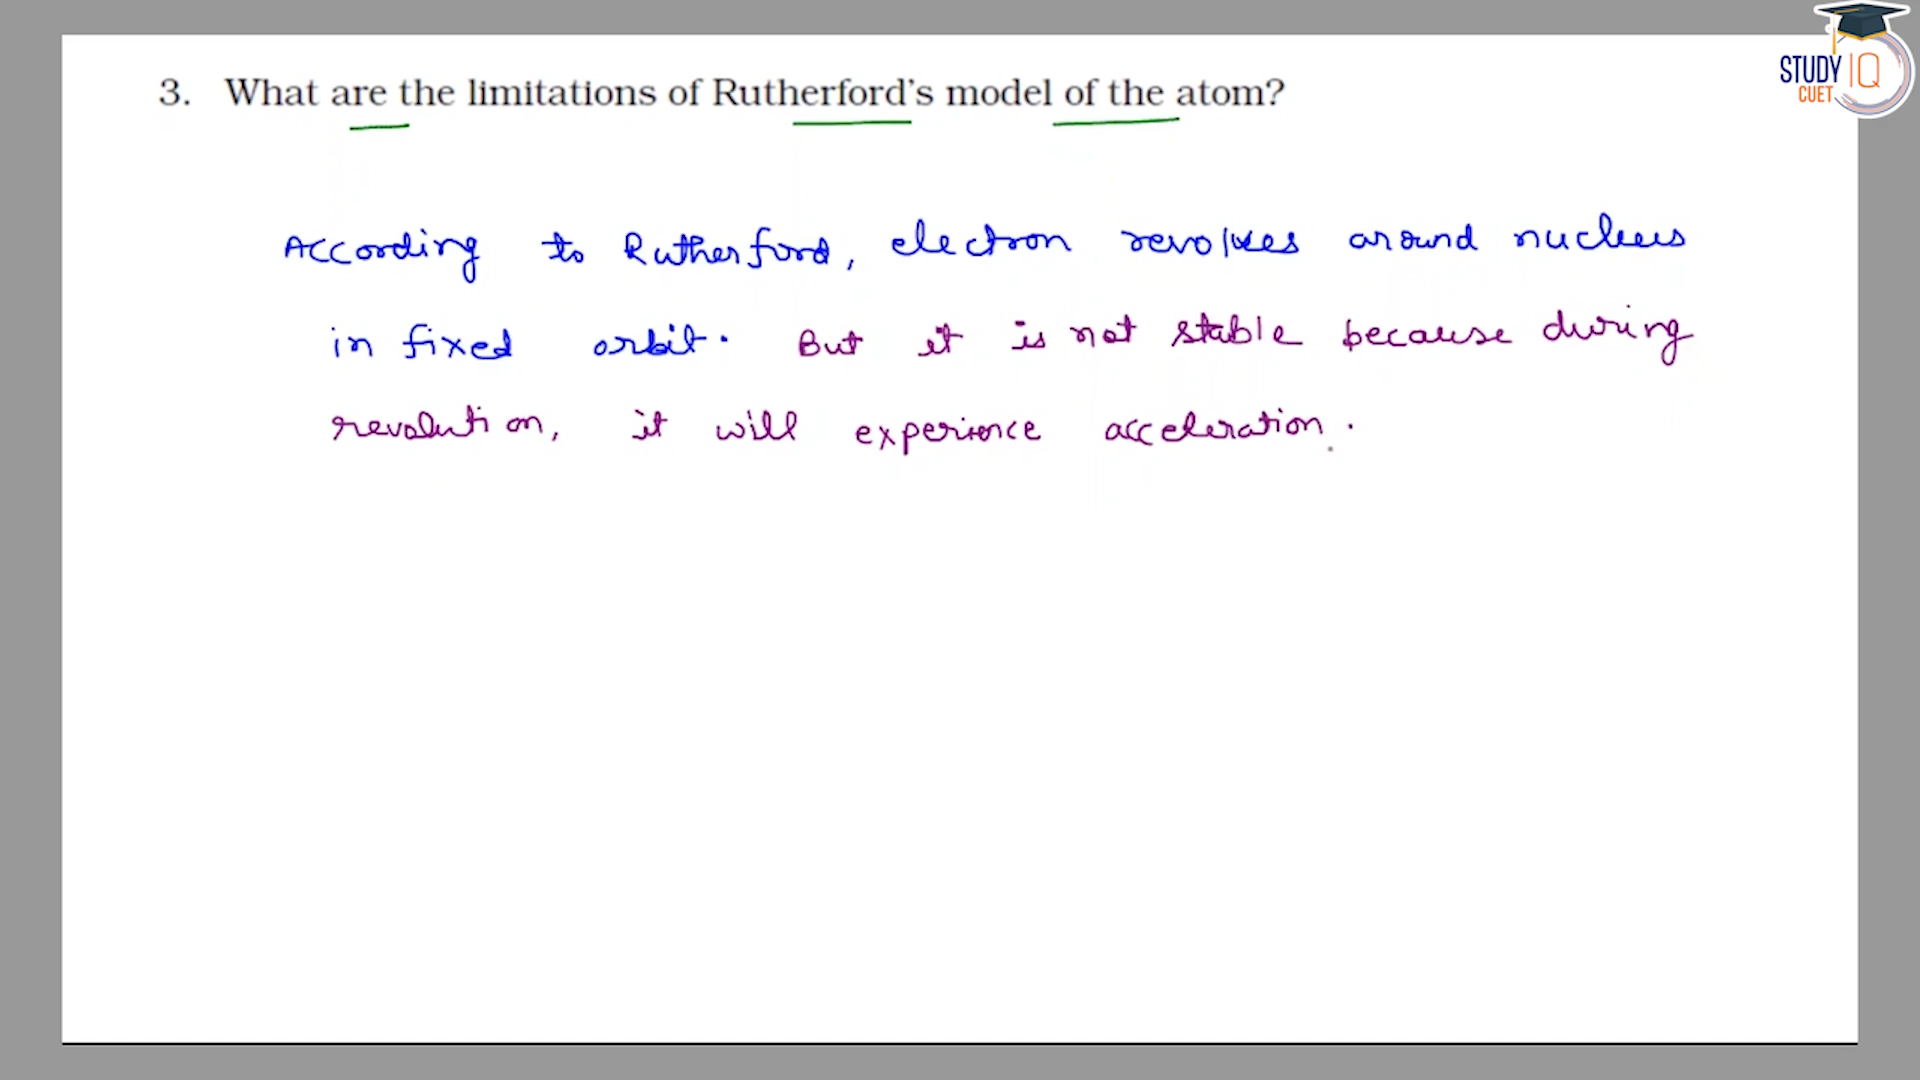 3. What are the limitations of Rutherford's model of the atom?
STUDY IQ
CUET
According to Rutherford, electron revolves around nucleus
in fixed orbit. But it is not stable because during
revolution, it will experience acceleration.